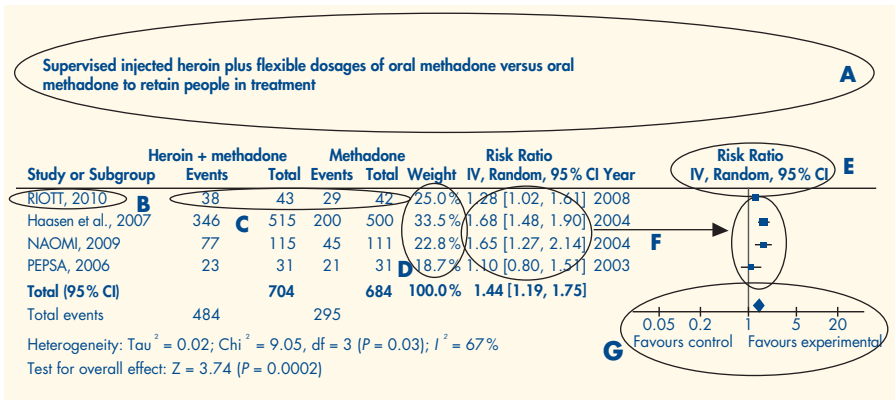 Supervised injected heroin plus flexible dosages of oral methadone versus oral
methadone to retain people in treatment
A
Heroin + methadone Methadone Risk Ratio Risk Ratio
Study or Subgroup Events Total Events Total Weight IV, Random, 95% CI Year IV, Random, 95% CI E
RIOTT, 2010 B 38 43 29 42 25.0% 1.28 [1.02, 1.61] 2008
Haasen et al., 2007 346 C 515 200 500 33.5% 1.68 [1.48, 1.90] 2004
NAOMI, 2009 77 115 45 111 22.8% 1.65 [1.27, 2.14] 2004 F
PEPSA, 2006 23 31 21 31 D 18.7% 1.10 [0.80, 1.51] 2003
Total (95% CI) 704 684 100.0% 1.44 [1.19, 1.75]
Total events 484 295
0.05 0.2 1 5 20
Heterogeneity: Tau² = 0.02; Chi² = 9.05, df = 3 (P = 0.03); I² = 67%
G Favours control Favours experimental
Test for overall effect: Z = 3.74 (P = 0.0002)